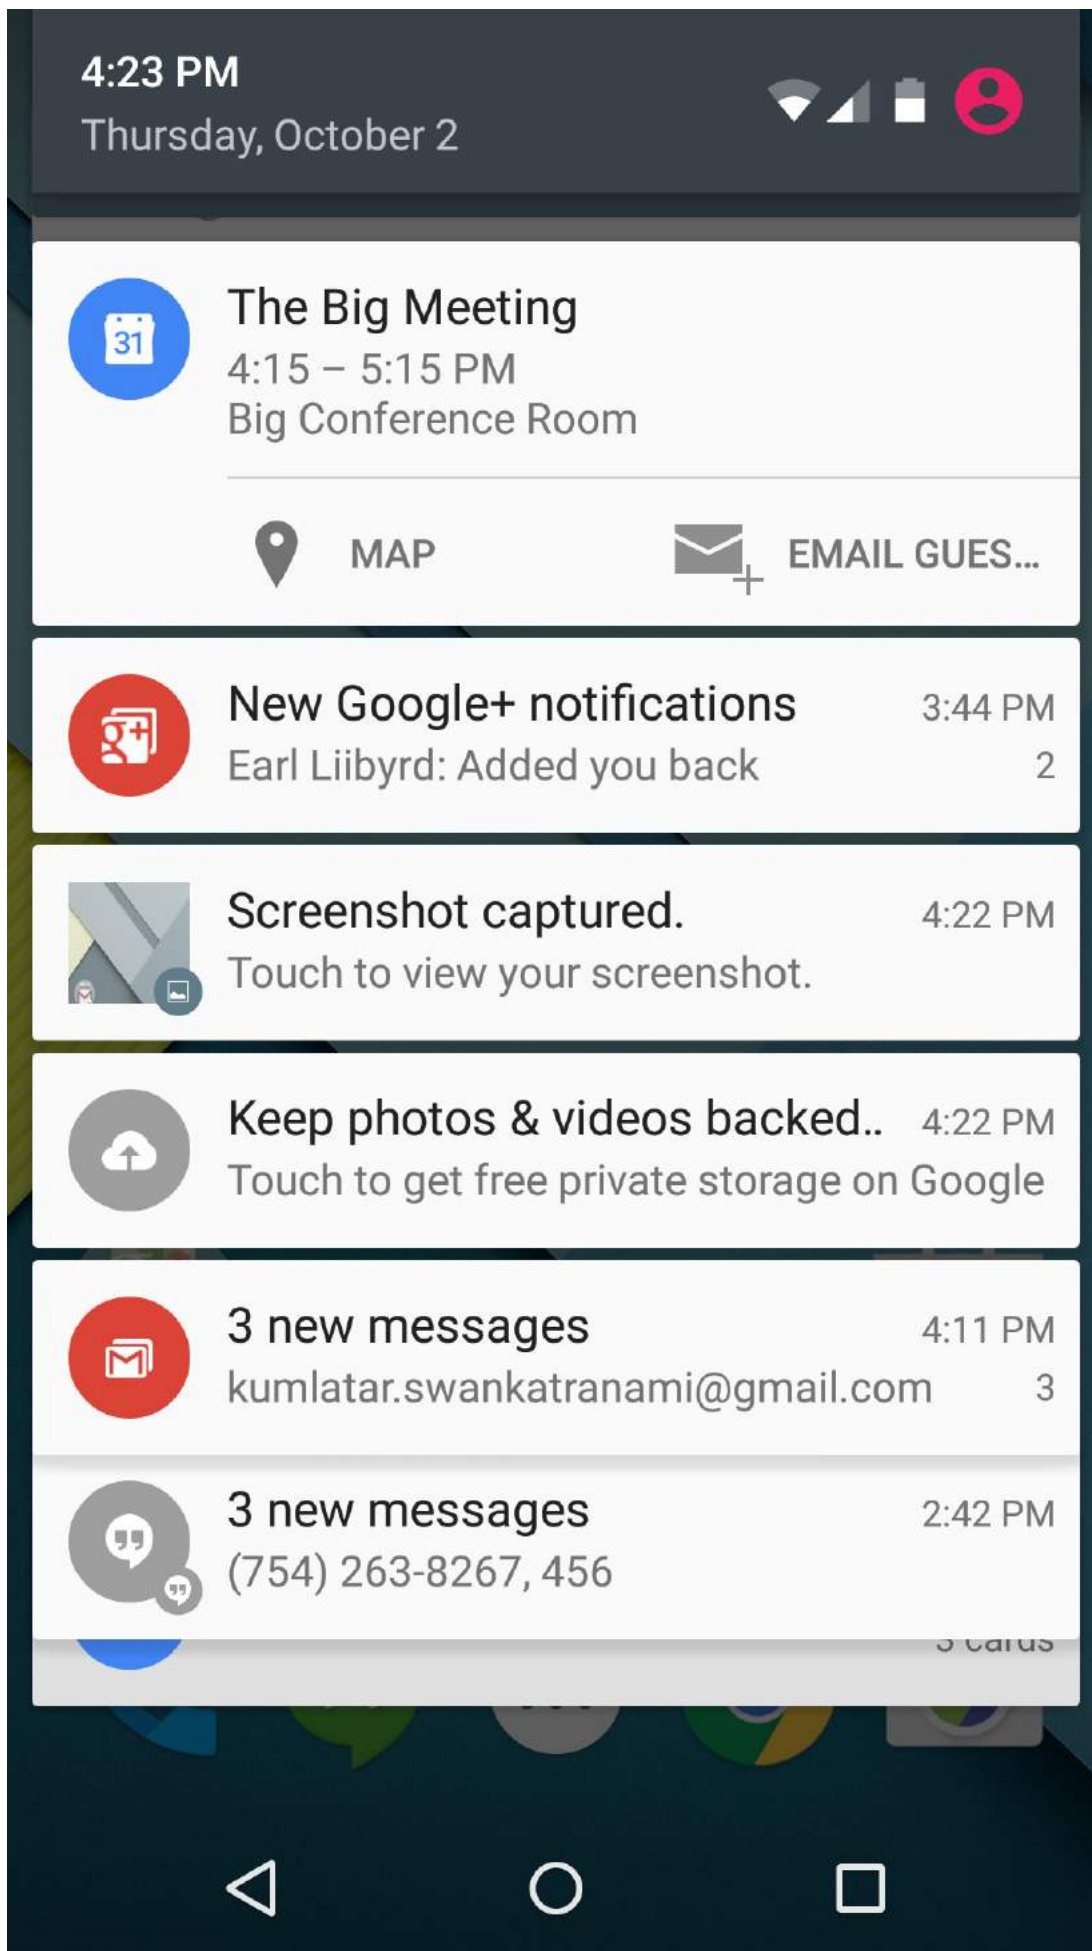 4:23 PM
Thursday, October 2
31
The Big Meeting
4:15 – 5:15 PM
Big Conference Room
MAP
EMAIL GUES...
g+
New Google+ notifications 3:44 PM
Earl Liibyrd: Added you back 2
Screenshot captured. 4:22 PM
Touch to view your screenshot.
Keep photos & videos backed.. 4:22 PM
Touch to get free private storage on Google
3 new messages 4:11 PM
kumlatar.swankatranami@gmail.com 3
3 new messages 2:42 PM
(754) 263-8267, 456
3 cards